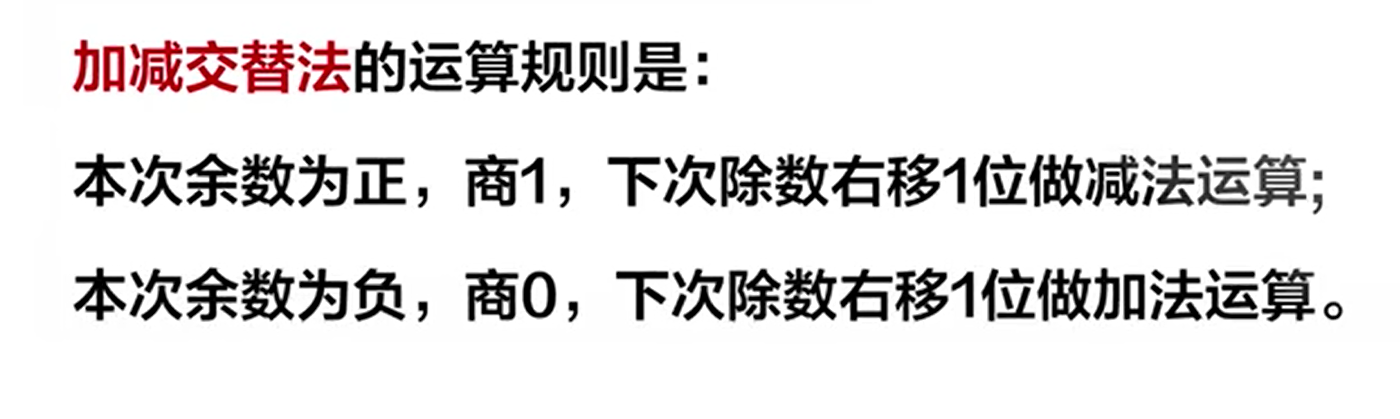 加减交替法的运算规则是：
本次余数为正，商1，下次除数右移1位做减法运算；
本次余数为负，商0，下次除数右移1位做加法运算。